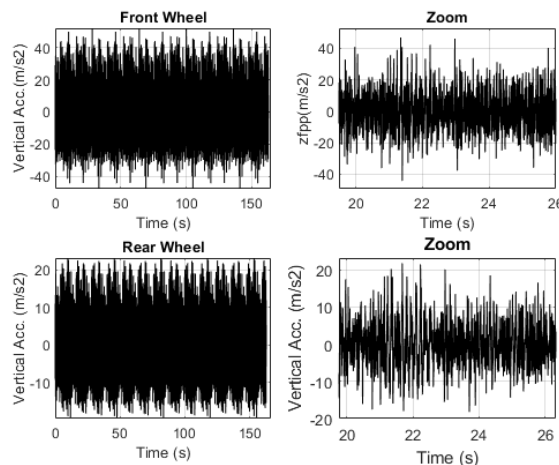 Front Wheel
Vertical Acc.(m/s2)
40
20
0
-20
-40
0 50 100 150
Time (s)
Zoom
zfpp(m/s2)
40
20
0
-20
-40
20 22 24 26
Time (s)
Rear Wheel
Vertical Acc. (m/s2)
20
10
0
-10
0 50 100 150
Time (s)
Zoom
Vertical Acc. (m/s2)
20
10
0
-10
-20
20 22 24 26
Time (s)